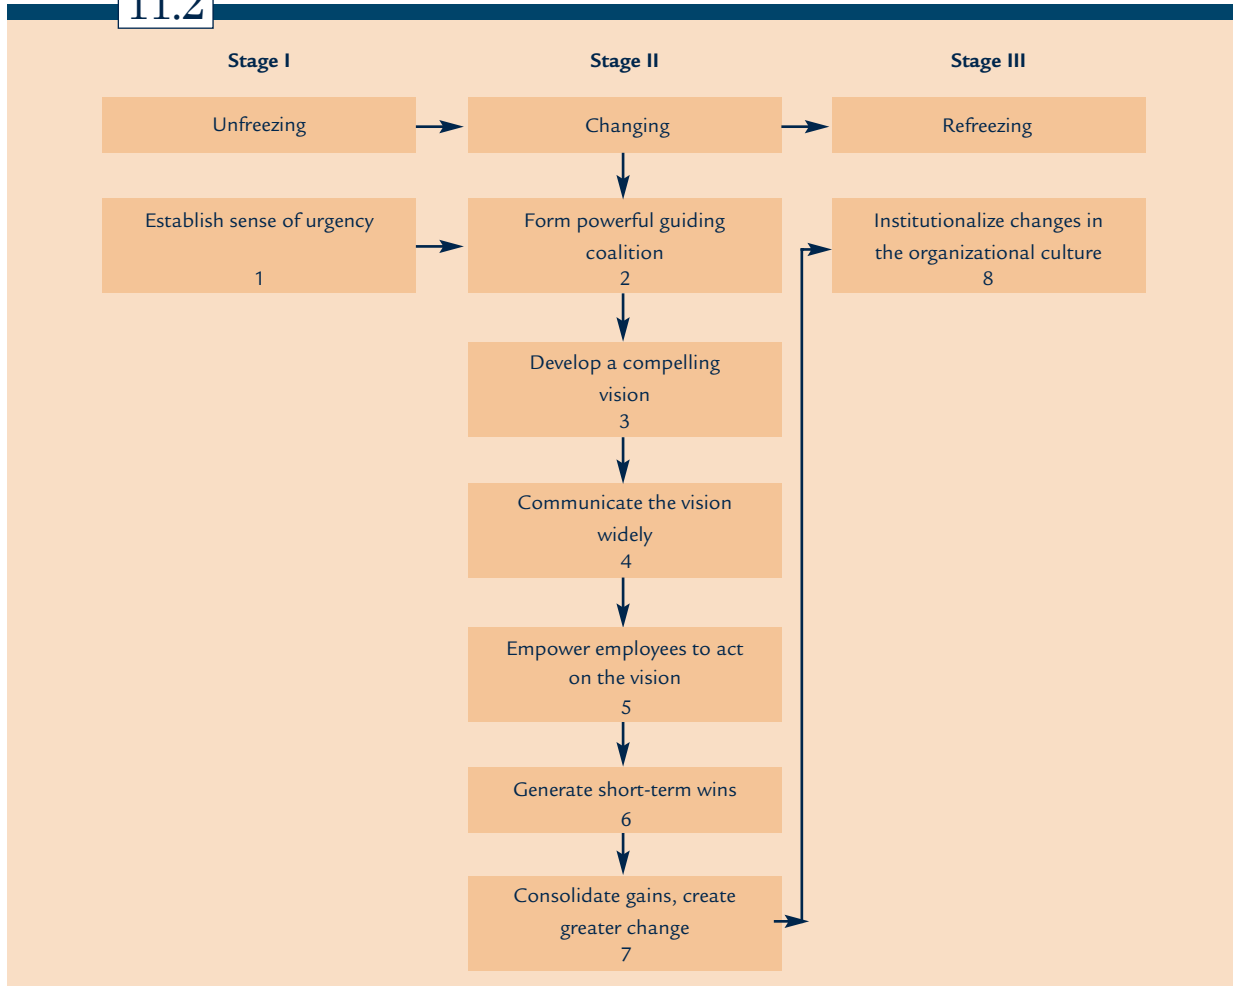 11.2
Stage I
Stage II
Stage III
Unfreezing
Changing
Refreezing
Establish sense of urgency
1
Form powerful guiding
coalition
2
Institutionalize changes in
the organizational culture
8
Develop a compelling
vision
3
Communicate the vision
widely
4
Empower employees to act
on the vision
5
Generate short-term wins
6
Consolidate gains, create
greater change
7